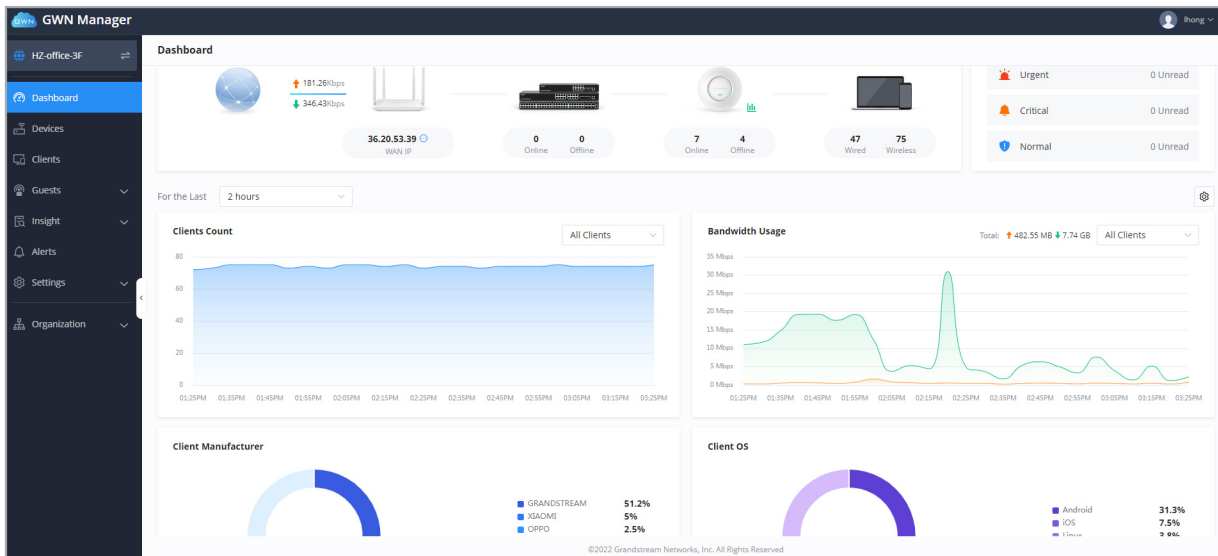 GWN GWN Manager
lhong
HZ-office-3F
Dashboard
Dashboard
Devices
Clients
Guests
Insight
Alerts
Settings
Organization
181.26Kbps
346.43Kbps
36.20.53.39
WAN IP
0 0
Online Offline
7 4
Online Offline
47 75
Wired Wireless
Urgent 0 Unread
Critical 0 Unread
Normal 0 Unread
For the Last 2 hours
Clients Count All Clients
80
60
40
20
0
01:25PM 01:35PM 01:45PM 01:55PM 02:05PM 02:15PM 02:25PM 02:35PM 02:45PM 02:55PM 03:05PM 03:15PM 03:25PM
Bandwidth Usage Total: 482.55 MB 7.74 GB All Clients
35 Mbps
30 Mbps
25 Mbps
20 Mbps
15 Mbps
10 Mbps
5 Mbps
0 Mbps
01:25PM 01:35PM 01:45PM 01:55PM 02:05PM 02:15PM 02:25PM 02:35PM 02:45PM 02:55PM 03:05PM 03:15PM 03:25PM
Client Manufacturer
GRANDSTREAM 51.2%
XIAOMI 5%
OPPO 2.5%
Client OS
Android 31.3%
iOS 7.5%
Linux 3.8%
©2022 Grandstream Networks, Inc. All Rights Reserved